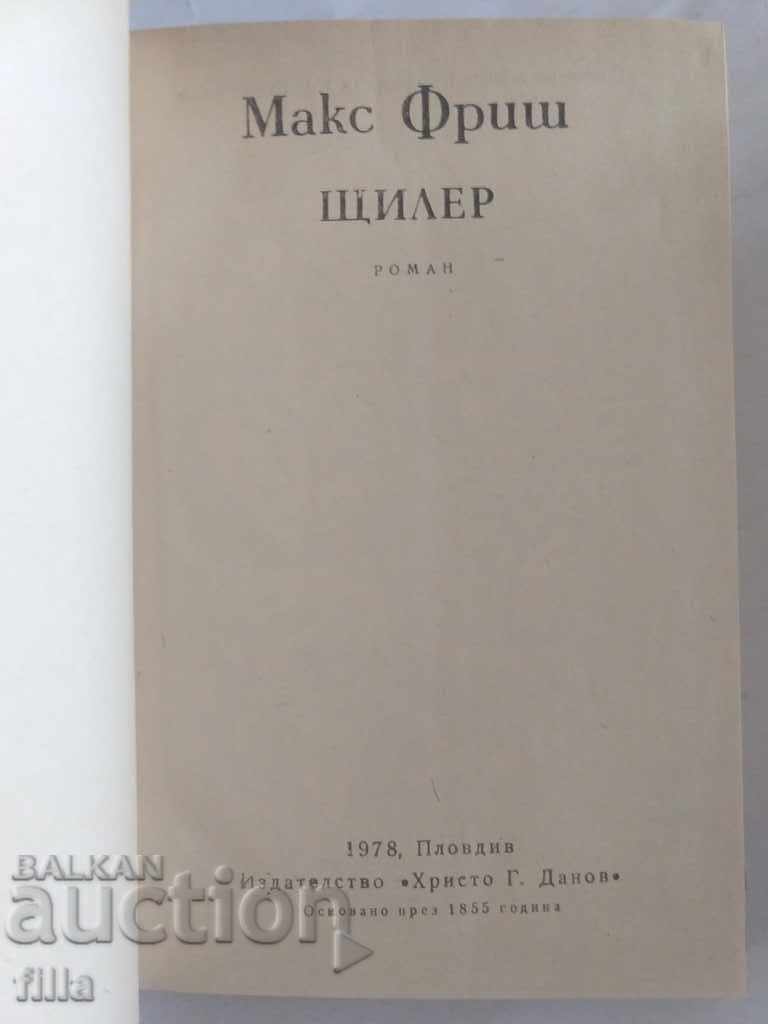 Макс Фриш
ЩИЛЕР
РОМАН
1978, Пловдив
Издателство «Христо Г. Данов»
Основано през 1855 година
BALKAN
auction
filla